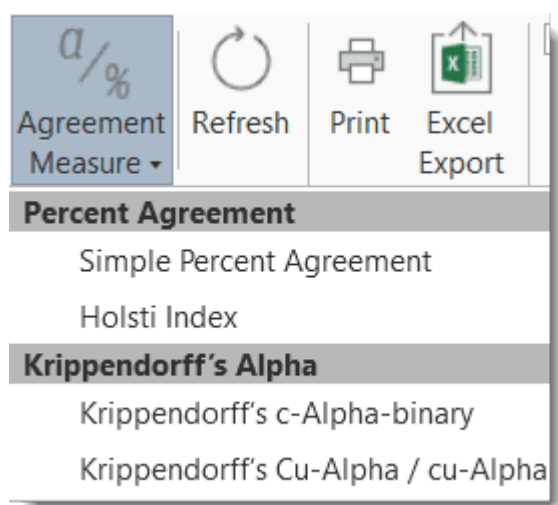 α/%
Agreement
Measure
Refresh
Print
Excel
Export
Percent Agreement
Simple Percent Agreement
Holsti Index
Krippendorff's Alpha
Krippendorff's c-Alpha-binary
Krippendorff's Cu-Alpha / cu-Alpha